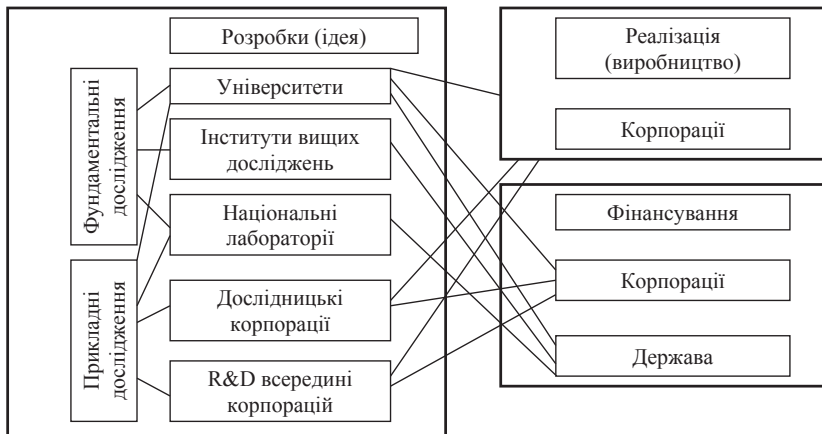 Розробки (ідея)
Фундаментальні
дослідження
Прикладні
дослідження
Університети
Інститути вищих
досліджень
Національні
лабораторії
Дослідницькі
корпорації
R&D всередині
корпорацій
Реалізація
(виробництво)
Корпорації
Фінансування
Корпорації
Держава